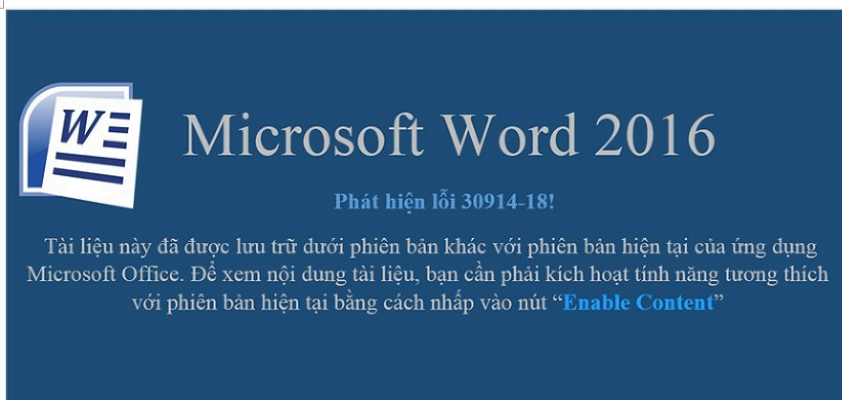 W
Microsoft Word 2016
Phát hiện lỗi 30914-18!
Tài liệu này đã được lưu trữ dưới phiên bản khác với phiên bản hiện tại của ứng dụng
Microsoft Office. Để xem nội dung tài liệu, bạn cần phải kích hoạt tính năng tương thích
với phiên bản hiện tại bằng cách nhấp vào nút “Enable Content”